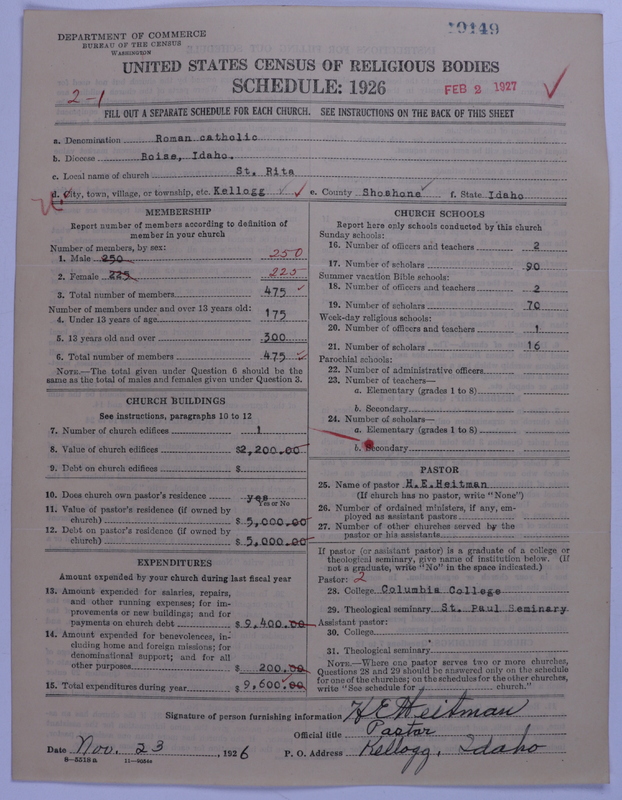 DEPARTMENT OF COMMERCE
BUREAU OF THE CENSUS
WASHINGTON
10149
UNITED STATES CENSUS OF RELIGIOUS BODIES
SCHEDULE: 1926
FEB 2 1927
2-1
FILL OUT A SEPARATE SCHEDULE FOR EACH CHURCH. SEE INSTRUCTIONS ON THE BACK OF THIS SHEET
a. Denomination Roman catholic
b. Diocese Boise, Idaho.
c. Local name of church St. Rita
d. City, town, village, or township, etc. Kellogg e. County Shoshone f. State Idaho
MEMBERSHIP
Report number of members according to definition of
member in your church
Number of members, by sex:
1. Male 250 250
2. Female 225 225
3. Total number of members 475
Number of members under and over 13 years old:
4. Under 13 years of age 175
5. 13 years old and over 300
6. Total number of members 475
NOTE.—The total given under Question 6 should be the
same as the total of males and females given under Question 3.
CHURCH BUILDINGS
See instructions, paragraphs 10 to 12
7. Number of church edifices 1
8. Value of church edifices $2,200.00
9. Debt on church edifices $
10. Does church own pastor's residence yes
Yes or No
11. Value of pastor's residence (if owned by
church) $ 5,000.00
12. Debt on pastor's residence (if owned by
church) $ 5,000.00
EXPENDITURES
Amount expended by your church during last fiscal year
13. Amount expended for salaries, repairs,
and other running expenses; for im-
provements or new buildings; and for
payments on church debt $ 9,400.00
14. Amount expended for benevolences, in-
cluding home and foreign missions; for
denominational support; and for all
other purposes $ 200.00
15. Total expenditures during year $ 9,600.00
CHURCH SCHOOLS
Report here only schools conducted by this church
Sunday schools:
16. Number of officers and teachers 2
17. Number of scholars 90
Summer vacation Bible schools:
18. Number of officers and teachers 2
19. Number of scholars 70
Week-day religious schools:
20. Number of officers and teachers 1
21. Number of scholars 16
Parochial schools:
22. Number of administrative officers
23. Number of teachers—
a. Elementary (grades 1 to 8)
b. Secondary
24. Number of scholars—
a. Elementary (grades 1 to 8)
b. Secondary
PASTOR
25. Name of pastor H.E.Heitman
(If church has no pastor, write "None")
26. Number of ordained ministers, if any, em-
ployed as assistant pastors
27. Number of other churches served by the
pastor or his assistants
If pastor (or assistant pastor) is a graduate of a college or
theological seminary, give name of institution below. (If
not a graduate, write "No" in the space indicated.)
Pastor: 2
28. College Columbia College
29. Theological seminary St. Paul Seminary
Assistant pastor:
30. College
31. Theological seminary
NOTE.—Where one pastor serves two or more churches,
Questions 28 and 29 should be answered only on the schedule
for one of the churches; on the schedules for the other churches,
write "See schedule for church."
Signature of person furnishing information H E Heitman
Official title Pastor
Date Nov. 23, 1926 P. O. Address Kellogg, Idaho
8—5518 a 11—9054